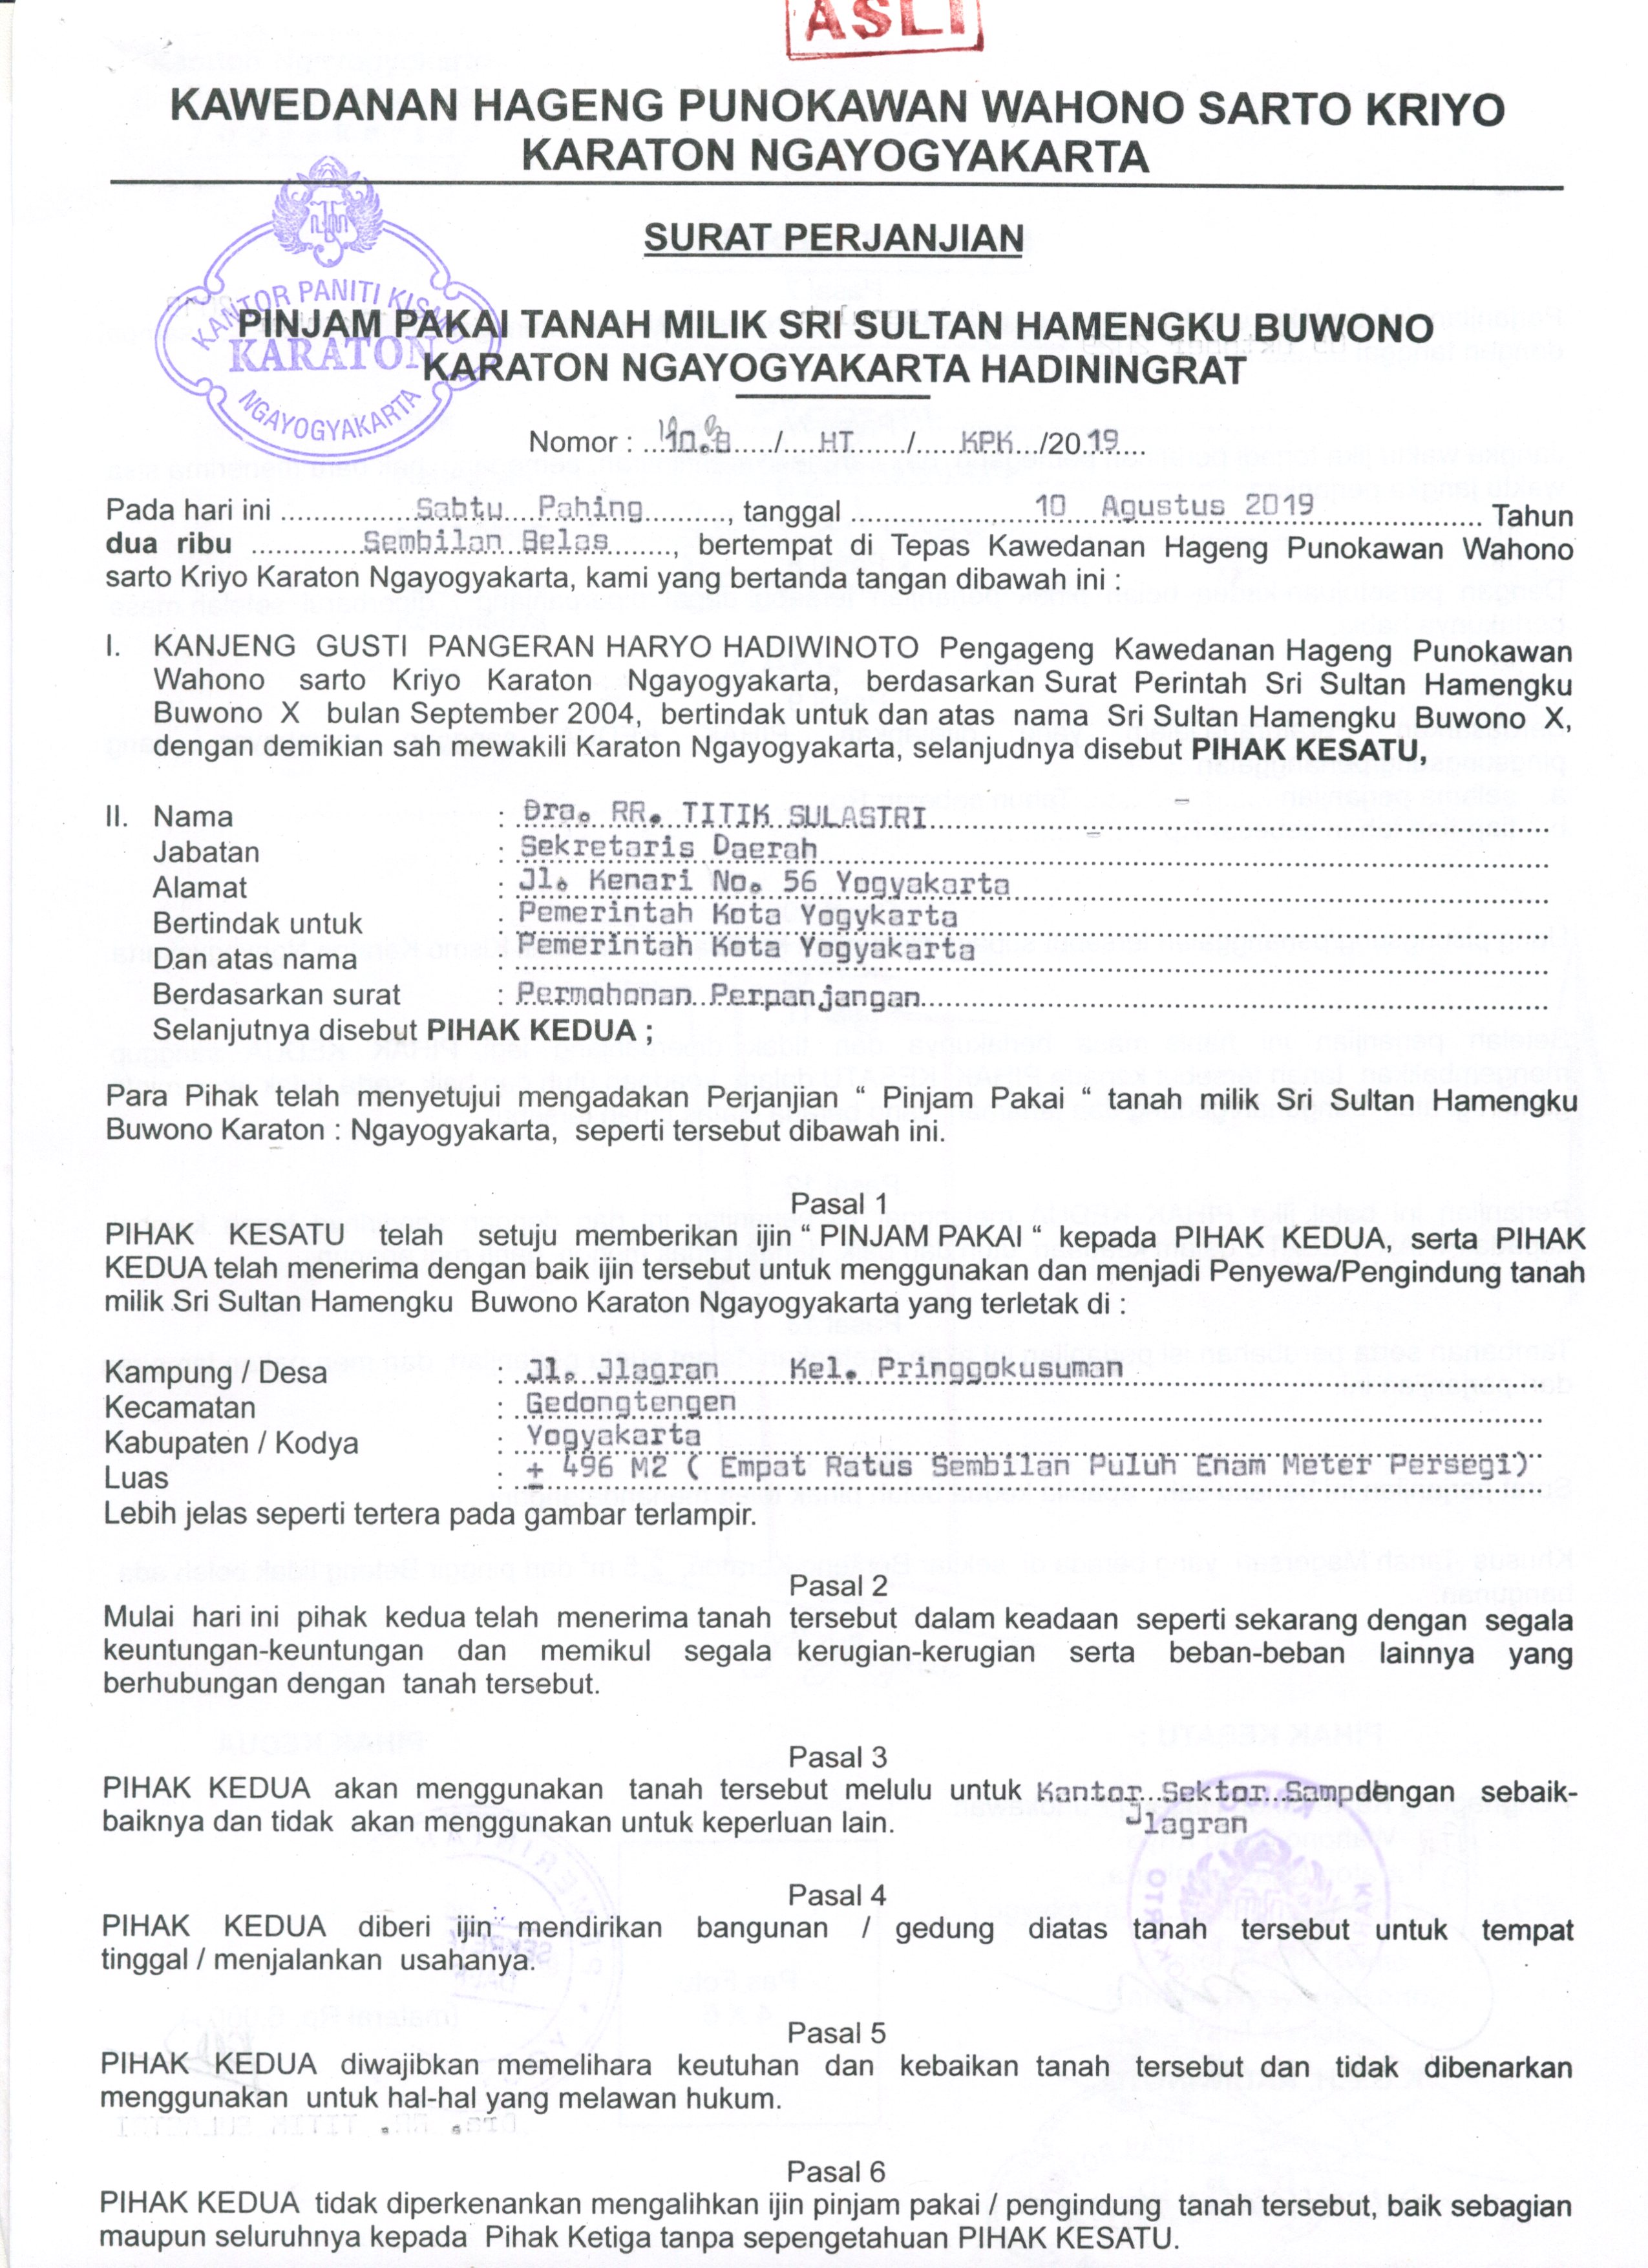 ASLI
KAWEDANAN HAGENG PUNOKAWAN WAHONO SARTO KRIYO
KARATON NGAYOGYAKARTA
SURAT PERJANJIAN
KANTOR PANITI KISMO
KARATON
NGAYOGYAKARTA
PINJAM PAKAI TANAH MILIK SRI SULTAN HAMENGKU BUWONO
KARATON NGAYOGYAKARTA HADININGRAT
Nomor : / HT / KPK /2019
Pada hari ini Sabtu Pahing, tanggal 10 Agustus 2019 Tahun
dua ribu Sembilan Belas, bertempat di Tepas Kawedanan Hageng Punokawan Wahono
sarto Kriyo Karaton Ngayogyakarta, kami yang bertanda tangan dibawah ini :
I. KANJENG GUSTI PANGERAN HARYO HADIWINOTO Pengageng Kawedanan Hageng Punokawan
Wahono sarto Kriyo Karaton Ngayogyakarta, berdasarkan Surat Perintah Sri Sultan Hamengku
Buwono X bulan September 2004, bertindak untuk dan atas nama Sri Sultan Hamengku Buwono X,
dengan demikian sah mewakili Karaton Ngayogyakarta, selanjudnya disebut PIHAK KESATU,
II. Nama : Dra. RR. TITIK SULASTRI
Jabatan : Sekretaris Daerah
Alamat : Jl. Kenari No. 56 Yogyakarta
Bertindak untuk : Pemerintah Kota Yogykarta
Dan atas nama : Pemerintah Kota Yogyakarta
Berdasarkan surat : Permohonan Perpanjangan
Selanjutnya disebut PIHAK KEDUA ;
Para Pihak telah menyetujui mengadakan Perjanjian “ Pinjam Pakai “ tanah milik Sri Sultan Hamengku
Buwono Karaton : Ngayogyakarta, seperti tersebut dibawah ini.
Pasal 1
PIHAK KESATU telah setuju memberikan ijin “ PINJAM PAKAI “ kepada PIHAK KEDUA, serta PIHAK
KEDUA telah menerima dengan baik ijin tersebut untuk menggunakan dan menjadi Penyewa/Pengindung tanah
milik Sri Sultan Hamengku Buwono Karaton Ngayogyakarta yang terletak di :
Kampung / Desa : Jl. Jlagran Kel. Pringgokusuman
Kecamatan : Gedongtengen
Kabupaten / Kodya : Yogyakarta
Luas : ± 496 M2 ( Empat Ratus Sembilan Puluh Enam Meter Persegi)
Lebih jelas seperti tertera pada gambar terlampir.
Pasal 2
Mulai hari ini pihak kedua telah menerima tanah tersebut dalam keadaan seperti sekarang dengan segala
keuntungan-keuntungan dan memikul segala kerugian-kerugian serta beban-beban lainnya yang
berhubungan dengan tanah tersebut.
Pasal 3
PIHAK KEDUA akan menggunakan tanah tersebut melulu untuk Kantor Sektor dengan sebaik-
baiknya dan tidak akan menggunakan untuk keperluan lain. Jlagran
Pasal 4
PIHAK KEDUA diberi ijin mendirikan bangunan / gedung diatas tanah tersebut untuk tempat
tinggal / menjalankan usahanya.
Pasal 5
PIHAK KEDUA diwajibkan memelihara keutuhan dan kebaikan tanah tersebut dan tidak dibenarkan
menggunakan untuk hal-hal yang melawan hukum.
Pasal 6
PIHAK KEDUA tidak diperkenankan mengalihkan ijin pinjam pakai / pengindung tanah tersebut, baik sebagian
maupun seluruhnya kepada Pihak Ketiga tanpa sepengetahuan PIHAK KESATU.